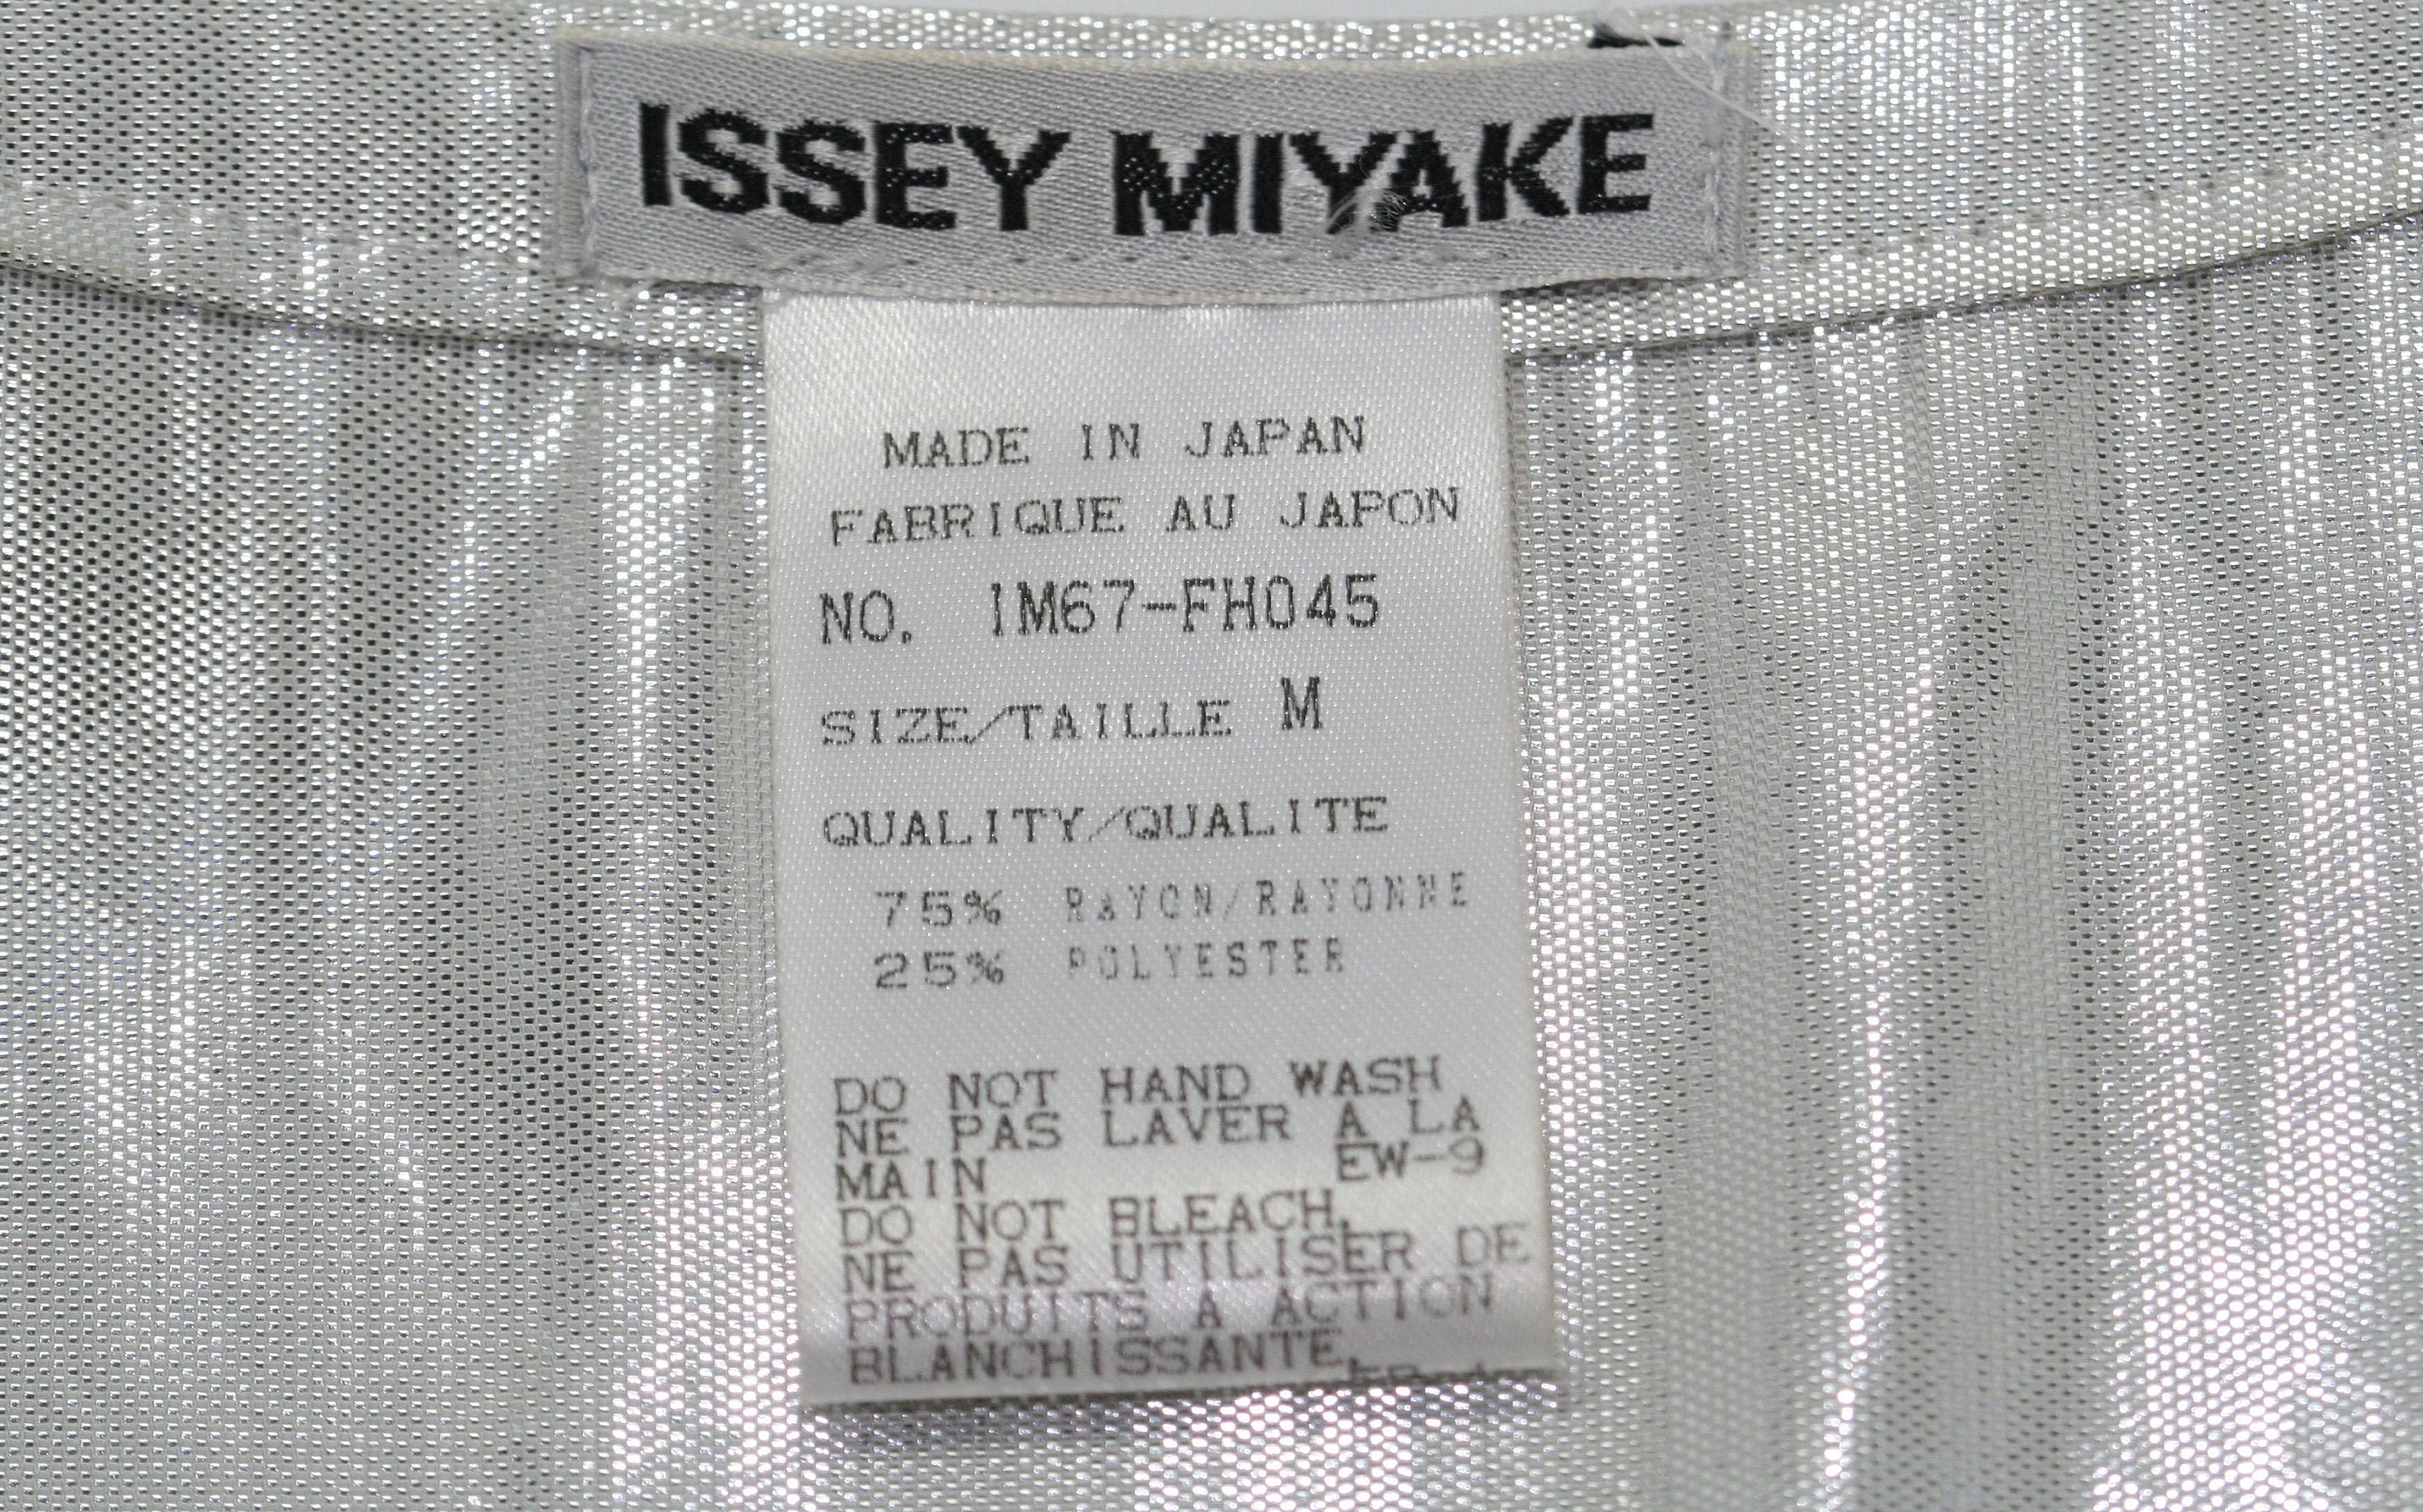 ISSEY MIYAKE
MADE IN JAPAN
FABRIQUE AU JAPON
NO. IM67-FH045
SIZE/TAILLE M
QUALITY/QUALITE
75% RAYON/RAYONNE
25% POLYESTER
DO NOT HAND WASH
NE PAS LAVER A LA
MAIN EW-9
DO NOT BLEACH.
NE PAS UTILISER DE
PRODUITS A ACTION
BLANCHISSANTE.